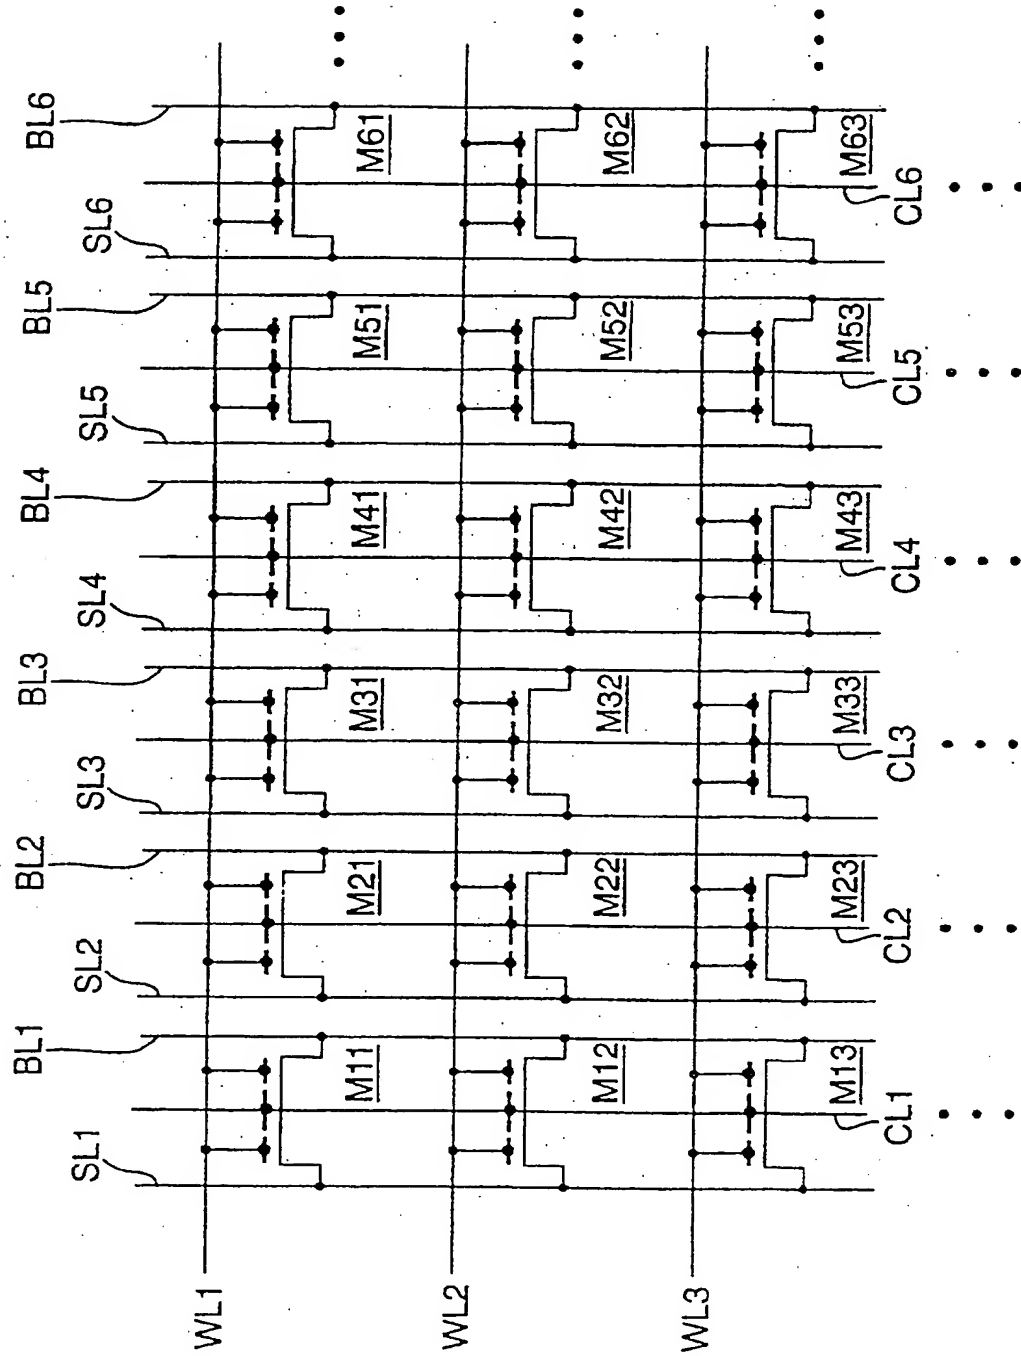 BL1 BL2 BL3 BL4 BL5 BL6
SL1 SL2 SL3 SL4 SL5 SL6
WL1
M11 M21 M31 M41 M51 M61
WL2
M12 M22 M32 M42 M52 M62
WL3
M13 M23 M33 M43 M53 M63
CL1 CL2 CL3 CL4 CL5 CL6